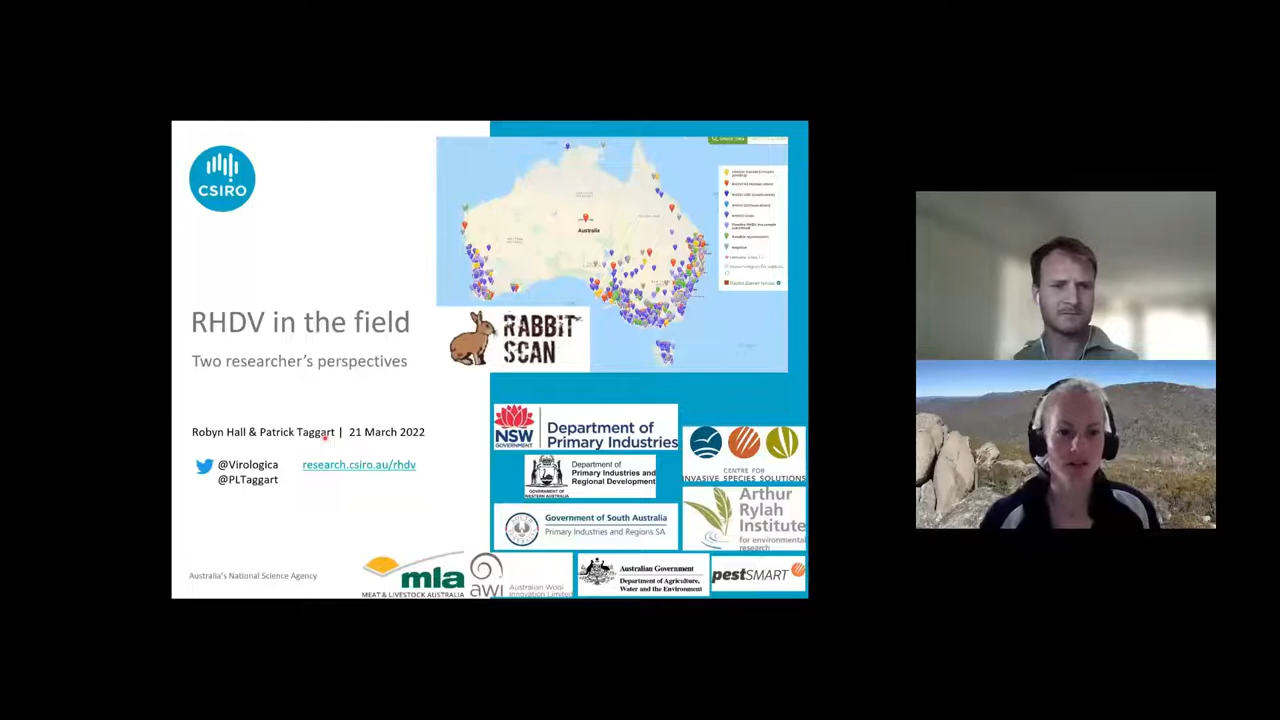 CSIRO
RHDV in the field
Two researcher's perspectives
Robyn Hall & Patrick Taggart | 21 March 2022
@Virologica
research.csiro.au/rhdv
@PLTaggart
Australia's National Science Agency
Australia
RABBIT
SCAN
NSW
GOVERNMENT
Department of
Primary Industries
Department of
Primary Industries and
Regional Development
GOVERNMENT OF
WESTERN AUSTRALIA
CENTRE FOR
INVASIVE SPECIES SOLUTIONS
Government of South Australia
Primary Industries and Regions SA
Arthur
Rylah
Institute
for environmental
research
mla
MEAT & LIVESTOCK AUSTRALIA
awi
Australian Wool
Innovation Limited
Australian Government
Department of Agriculture,
Water and the Environment
pestSMART